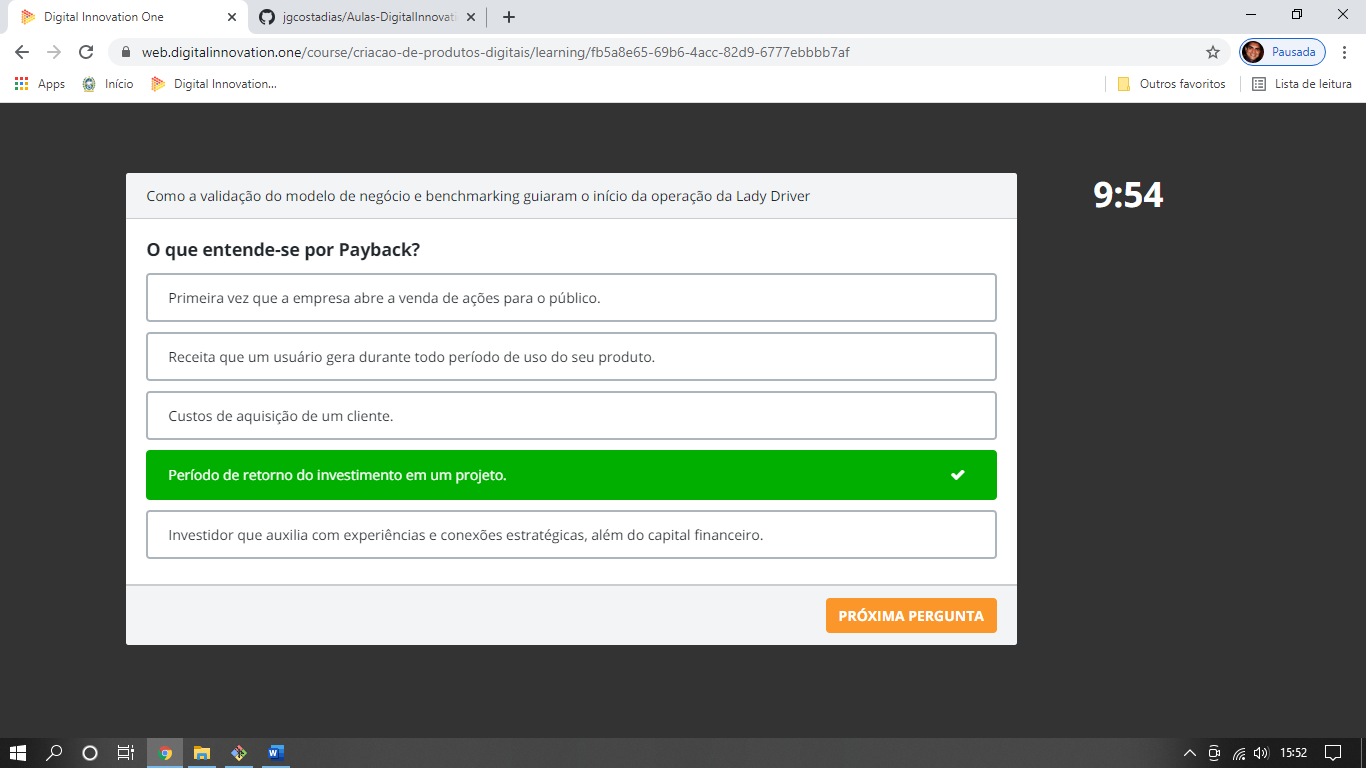 Digital Innovation One
jgcostadias/Aulas-DigitalInnovati
web.digitalinnovation.one/course/criacao-de-produtos-digitais/learning/fb5a8e65-69b6-4acc-82d9-6777ebbbb7af
Pausada
Apps
Início
Digital Innovation...
Outros favoritos
Lista de leitura
Como a validação do modelo de negócio e benchmarking guiaram o início da operação da Lady Driver
9:54
O que entende-se por Payback?
Primeira vez que a empresa abre a venda de ações para o público.
Receita que um usuário gera durante todo período de uso do seu produto.
Custos de aquisição de um cliente.
Período de retorno do investimento em um projeto.
Investidor que auxilia com experiências e conexões estratégicas, além do capital financeiro.
PRÓXIMA PERGUNTA
15:52